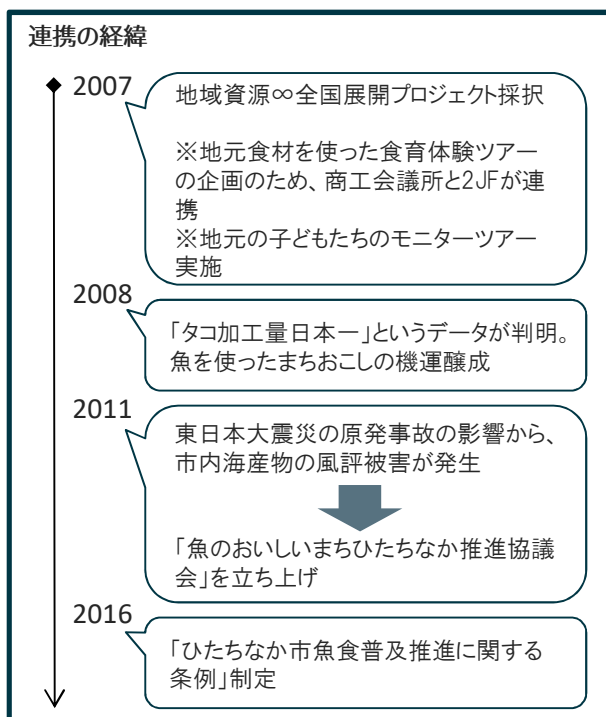 連携の経緯
2007
地域資源∞全国展開プロジェクト採択
※地元食材を使った食育体験ツアー
の企画のため、商工会議所と2JFが連
携
※地元の子どもたちのモニターツアー
実施
2008
「タコ加工量日本一」というデータが判明。
魚を使ったまちおこしの機運醸成
2011
東日本大震災の原発事故の影響から、
市内海産物の風評被害が発生
「魚のおいしいまちひたちなか推進協議
会」を立ち上げ
2016
「ひたちなか市魚食普及推進に関する
条例」制定